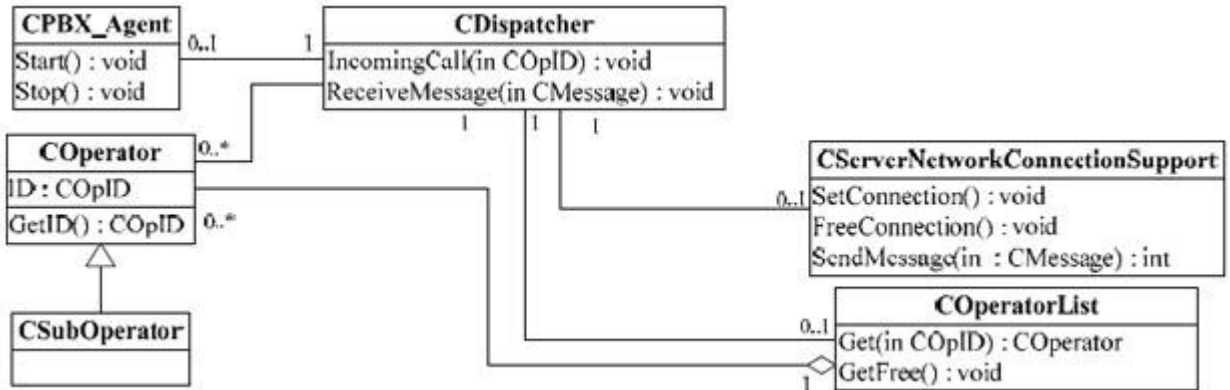 CPBX_Agent
Start() : void
Stop() : void
0..1
1
CDispatcher
IncomingCall(in COpID) : void
ReceiveMessage(in CMessage) : void
1
1
1
COperator
ID : COpID
GetID() : COpID
0..*
0..*
CServerNetworkConnectionSupport
SetConnection() : void
FreeConnection() : void
SendMessage(in : CMessage) : int
0..1
CSubOperator
COperatorList
Get(in COpID) : COperator
GetFree() : void
0..1
1